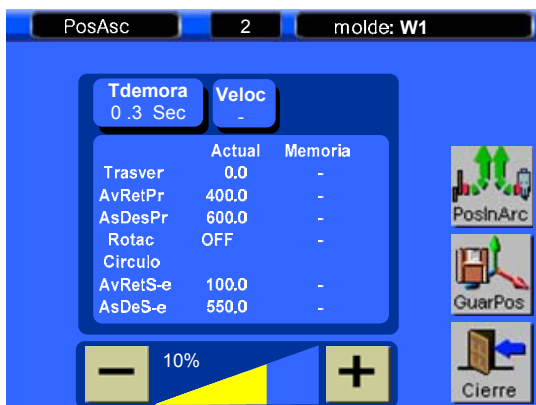 PosAsc 2 molde: W1
Tdemora Veloc
0 .3 Sec -
Actual Memoria
Trasver 0.0 -
AvRetPr 400.0 -
AsDesPr 600.0 -
Rotac OFF -
Circulo
AvRetS-e 100.0 -
AsDeS-e 550.0 -
PosInArc
GuarPos
Cierre
− 10% +